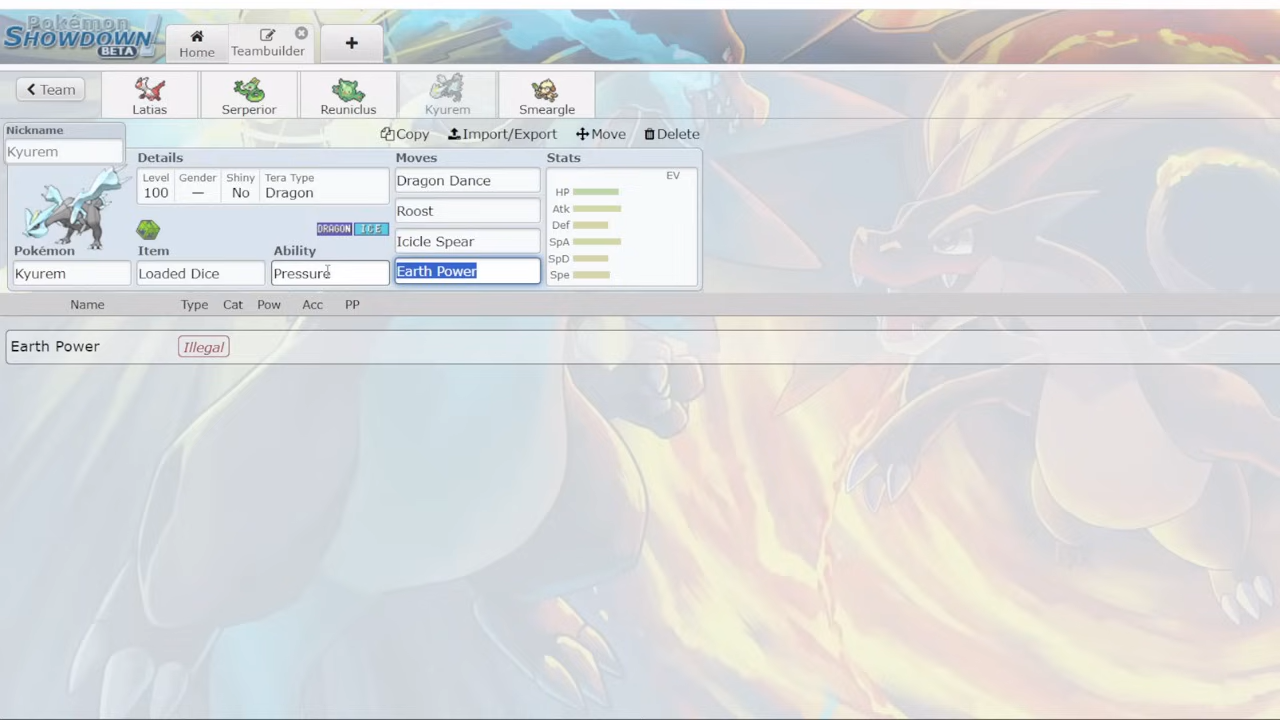 Pokémon
SHOWDOWN
BETA
Home
Teambuilder
+
Team
Latias
Serperior
Reuniclus
Kyurem
Smeargle
Nickname
Kyurem
Copy
Import/Export
Move
Delete
Details
Level
100
Gender
—
Shiny
No
Tera Type
Dragon
DRAGON ICE
Pokémon
Kyurem
Item
Loaded Dice
Ability
Pressure
Moves
Dragon Dance
Roost
Icicle Spear
Earth Power
Stats
EV
HP
Atk
Def
SpA
SpD
Spe
Name Type Cat Pow Acc PP
Earth Power Illegal